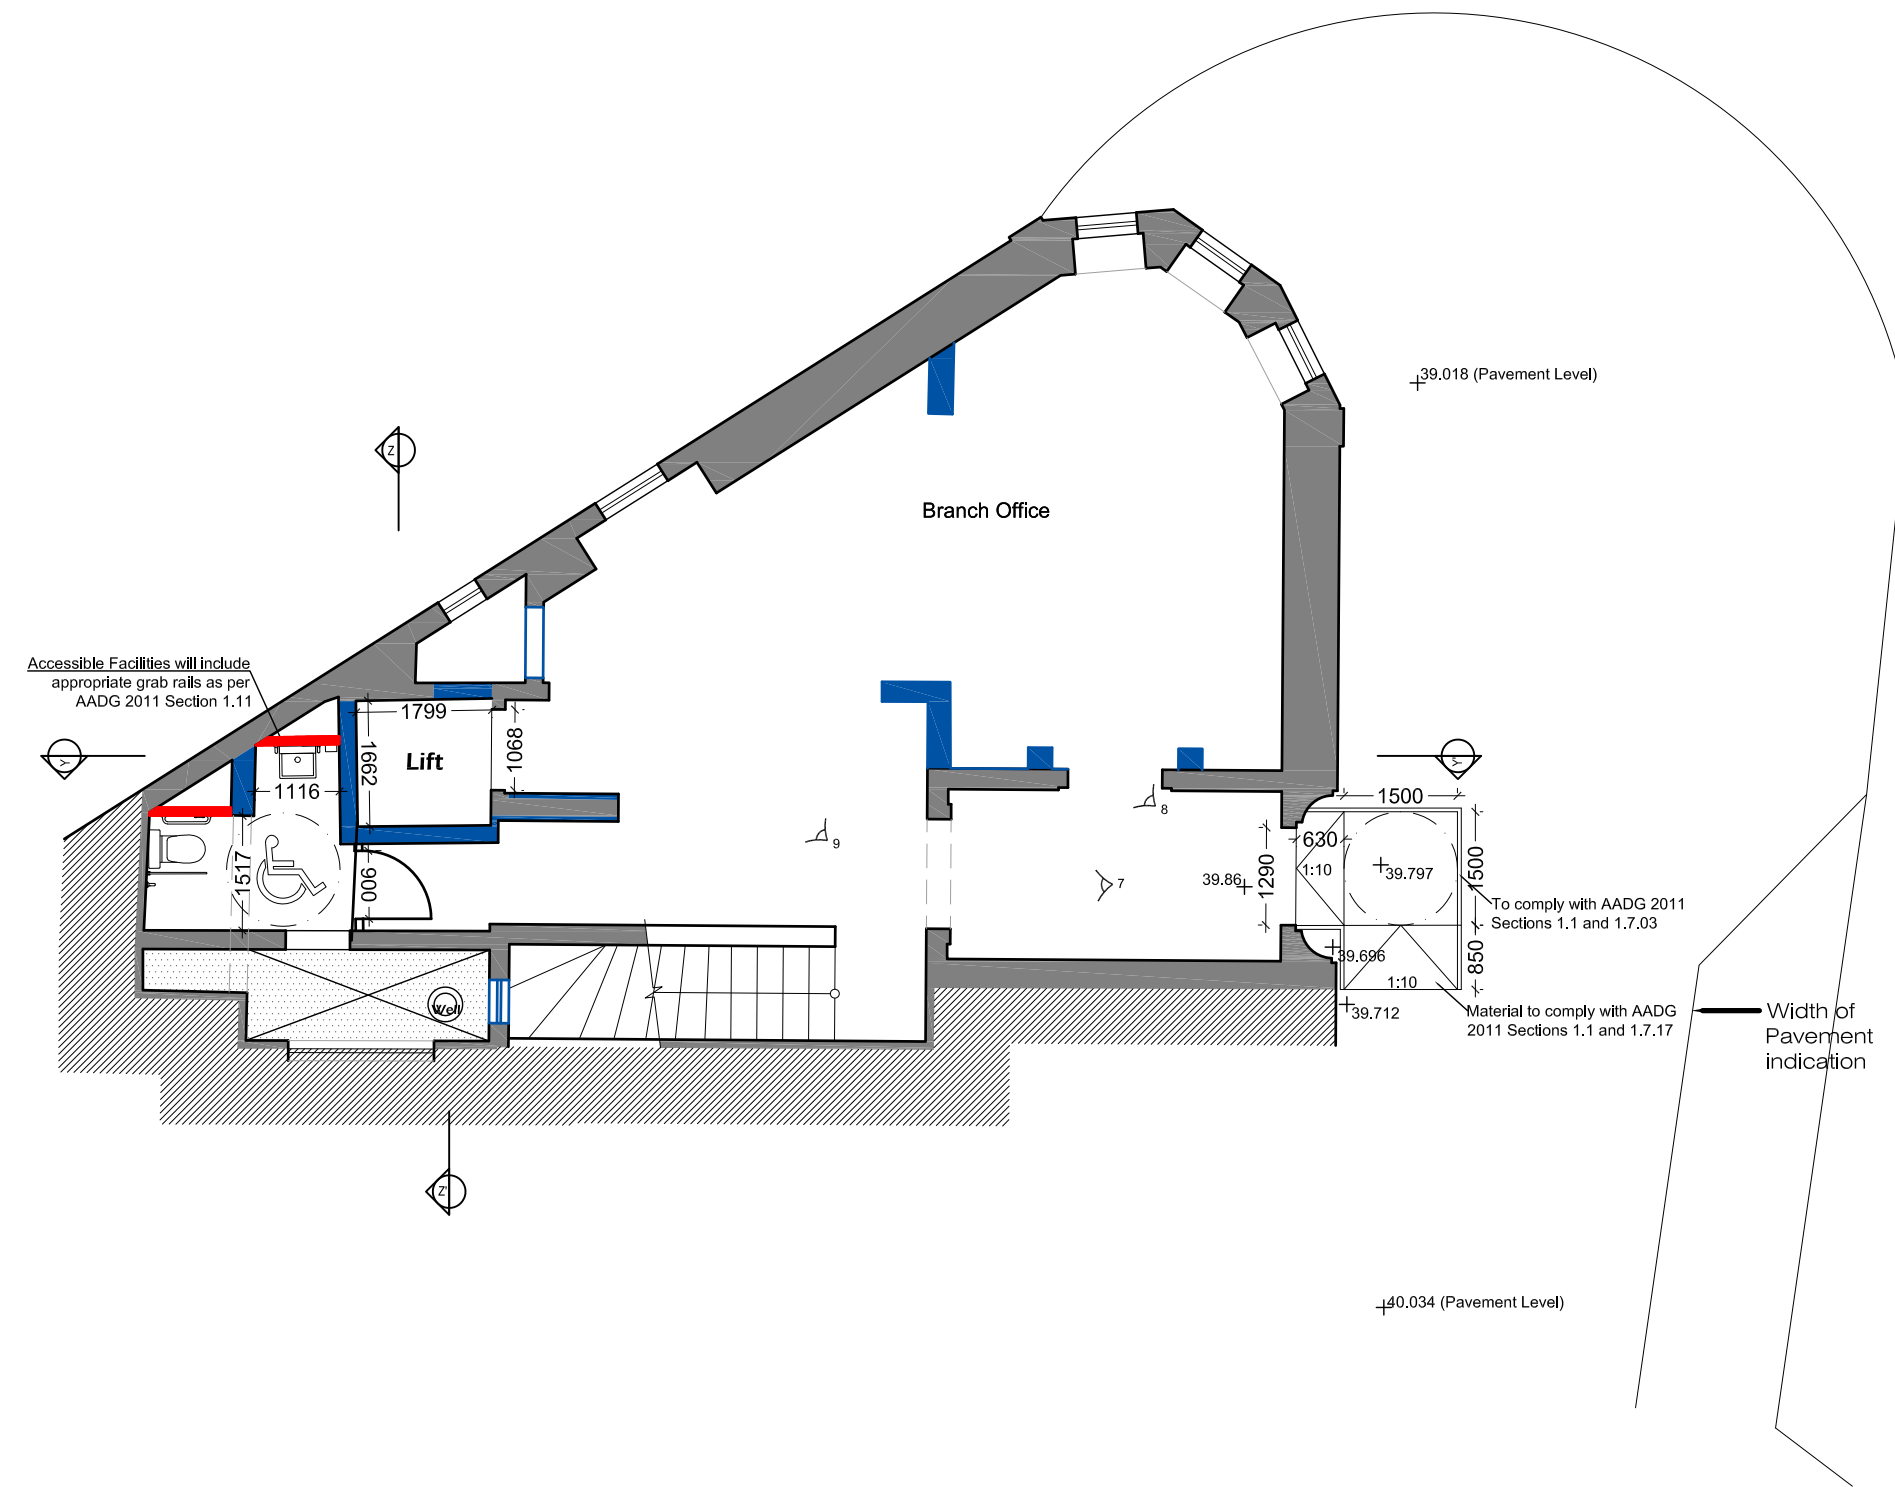 39.018 (Pavement Level)
Z
Branch Office
Accessible Facilities will include
appropriate grab rails as per
AADG 2011 Section 1.11
1799
1662
Lift
1068
Y
1116
1517
900
9
8
7
Y'
1500
630
1:10
39.797
1500
1290
39.86
To comply with AADG 2011
Sections 1.1 and 1.7.03
39.696
850
1:10
39.712
Material to comply with AADG
2011 Sections 1.1 and 1.7.17
Width of
Pavement
indication
Well
Z'
40.034 (Pavement Level)